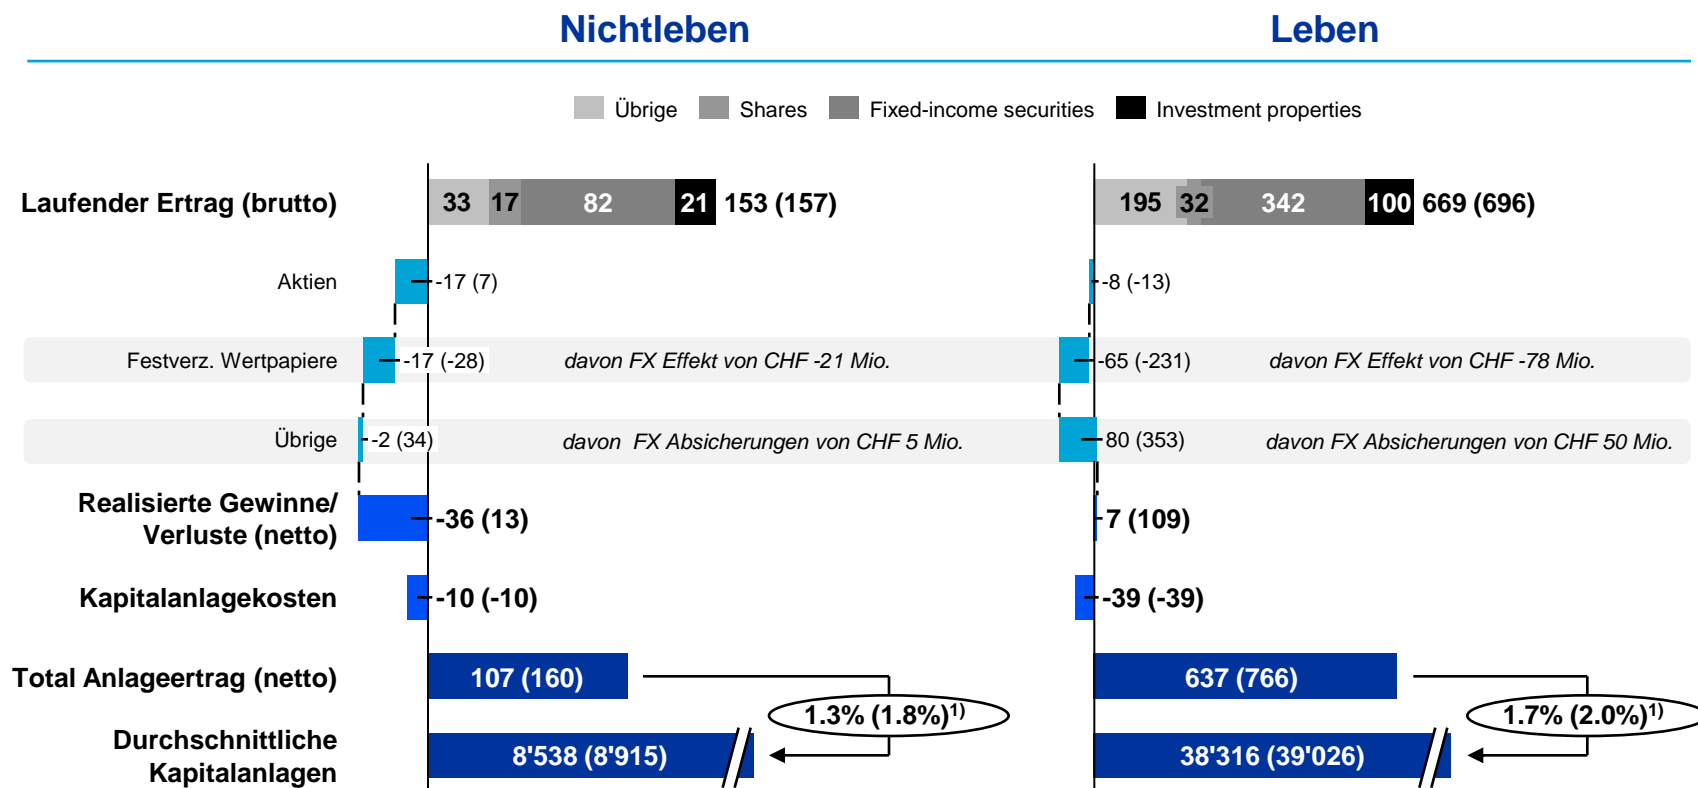 Nichtleben Leben
Übrige Shares Fixed-income securities Investment properties
Laufender Ertrag (brutto) 33 17 82 21 153 (157) 195 32 342 100 669 (696)
Aktien -17 (7) -8 (-13)
Festverz. Wertpapiere -17 (-28) davon FX Effekt von CHF -21 Mio. -65 (-231) davon FX Effekt von CHF -78 Mio.
Übrige -2 (34) davon FX Absicherungen von CHF 5 Mio. 80 (353) davon FX Absicherungen von CHF 50 Mio.
Realisierte Gewinne/
Verluste (netto) -36 (13) 7 (109)
Kapitalanlagekosten -10 (-10) -39 (-39)
Total Anlageertrag (netto) 107 (160) 637 (766)
1.3% (1.8%)1) 1.7% (2.0%)1)
Durchschnittliche
Kapitalanlagen 8'538 (8'915) 38'316 (39'026)